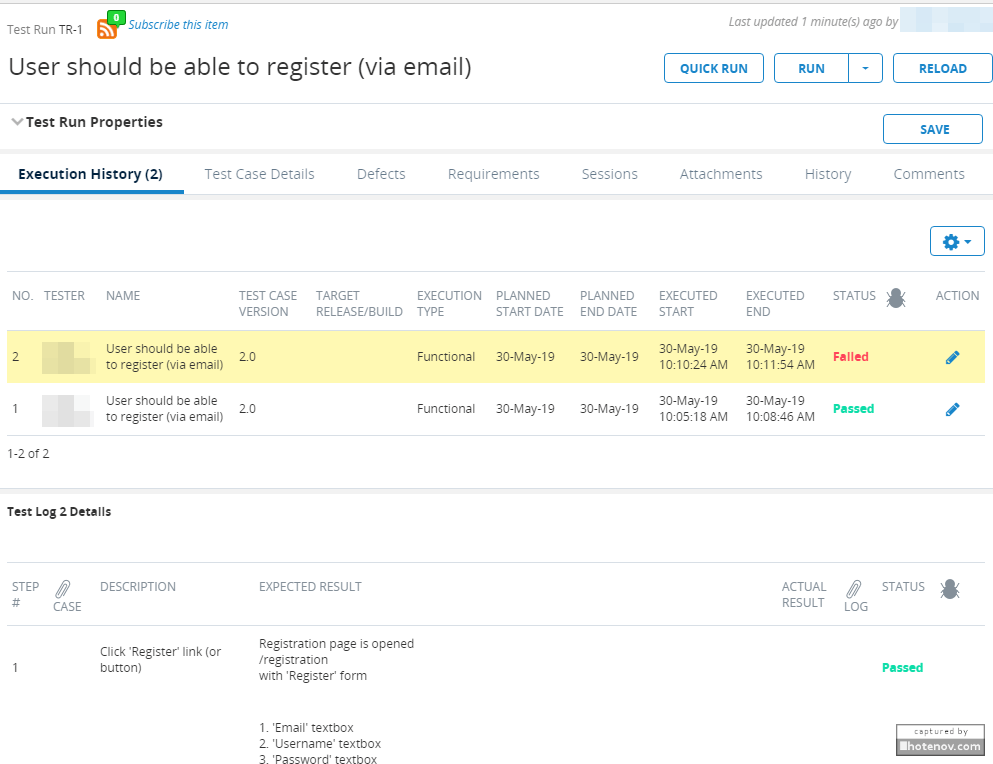 Test Run TR-1
0
Subscribe this item
Last updated 1 minute(s) ago by
User should be able to register (via email)
QUICK RUN
RUN
RELOAD
Test Run Properties
SAVE
Execution History (2)
Test Case Details
Defects
Requirements
Sessions
Attachments
History
Comments
NO.
TESTER
NAME
TEST CASE
VERSION
TARGET
RELEASE/BUILD
EXECUTION
TYPE
PLANNED
START DATE
PLANNED
END DATE
EXECUTED
START
EXECUTED
END
STATUS
ACTION
2
User should be able
to register (via email)
2.0
Functional
30-May-19
30-May-19
30-May-19
10:10:24 AM
30-May-19
10:11:54 AM
Failed
1
User should be able
to register (via email)
2.0
Functional
30-May-19
30-May-19
30-May-19
10:05:18 AM
30-May-19
10:08:46 AM
Passed
1-2 of 2
Test Log 2 Details
STEP
#
CASE
DESCRIPTION
EXPECTED RESULT
ACTUAL
RESULT
LOG
STATUS
1
Click 'Register' link (or
button)
Registration page is opened
/registration
with 'Register' form
Passed
1. 'Email' textbox
2. 'Username' textbox
3. 'Password' textbox
captured by
hotenov.com